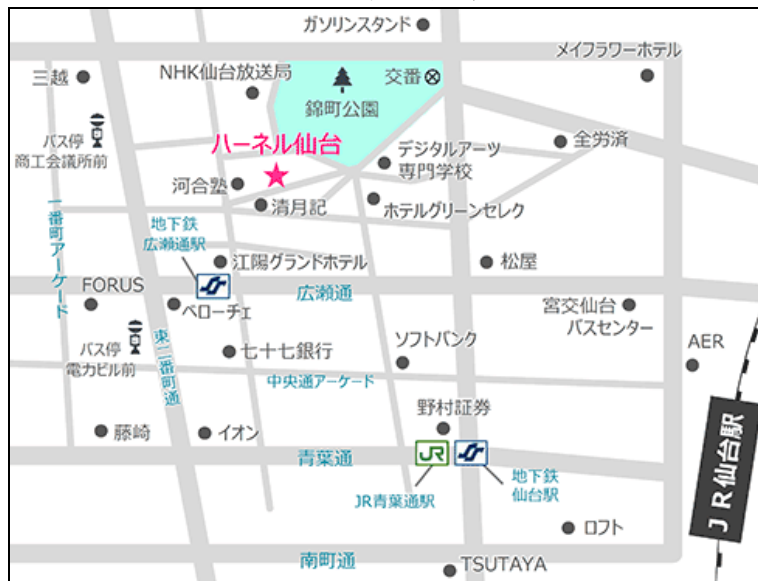 ガソリンスタンド
メイフラワーホテル
三越
NHK仙台放送局
交番
錦町公園
バス停
商工会議所前
ハーネル仙台
デジタルアーツ
専門学校
全労済
河合塾
清月記
ホテルグリーンセレク
一番町アーケード
地下鉄
広瀬通駅
江陽グランドホテル
松屋
FORUS
広瀬通
ベローチェ
宮交仙台
バスセンター
バス停
電力ビル前
東二番町通
七十七銀行
ソフトバンク
AER
中央通アーケード
野村証券
藤崎
イオン
青葉通
JR
JR青葉通駅
地下鉄
仙台駅
JR仙台駅
ロフト
南町通
TSUTAYA